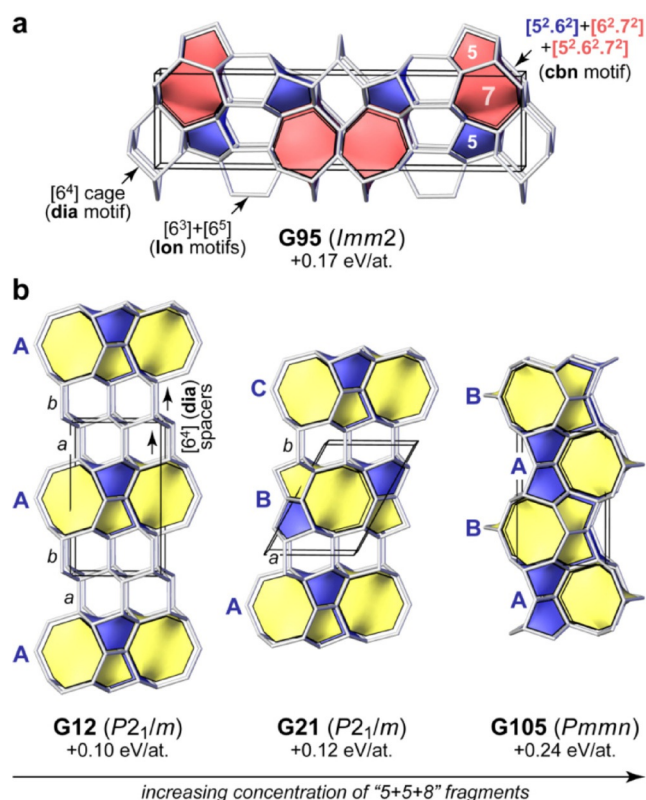 a
[5².6²]+[6².7²]
+[5².6².7²]
(cbn motif)
5
7
5
5
[6⁴] cage
(dia motif)
[6³]+[6⁵]
(lon motifs)
G95 (Imm2)
+0.17 eV/at.
b
A
b
a
[6⁴] (dia)
spacers
A
b
a
A
C
b
B
a
A
B
A
B
A
G12 (P2₁/m)
+0.10 eV/at.
G21 (P2₁/m)
+0.12 eV/at.
G105 (Pmmn)
+0.24 eV/at.
increasing concentration of "5+5+8" fragments